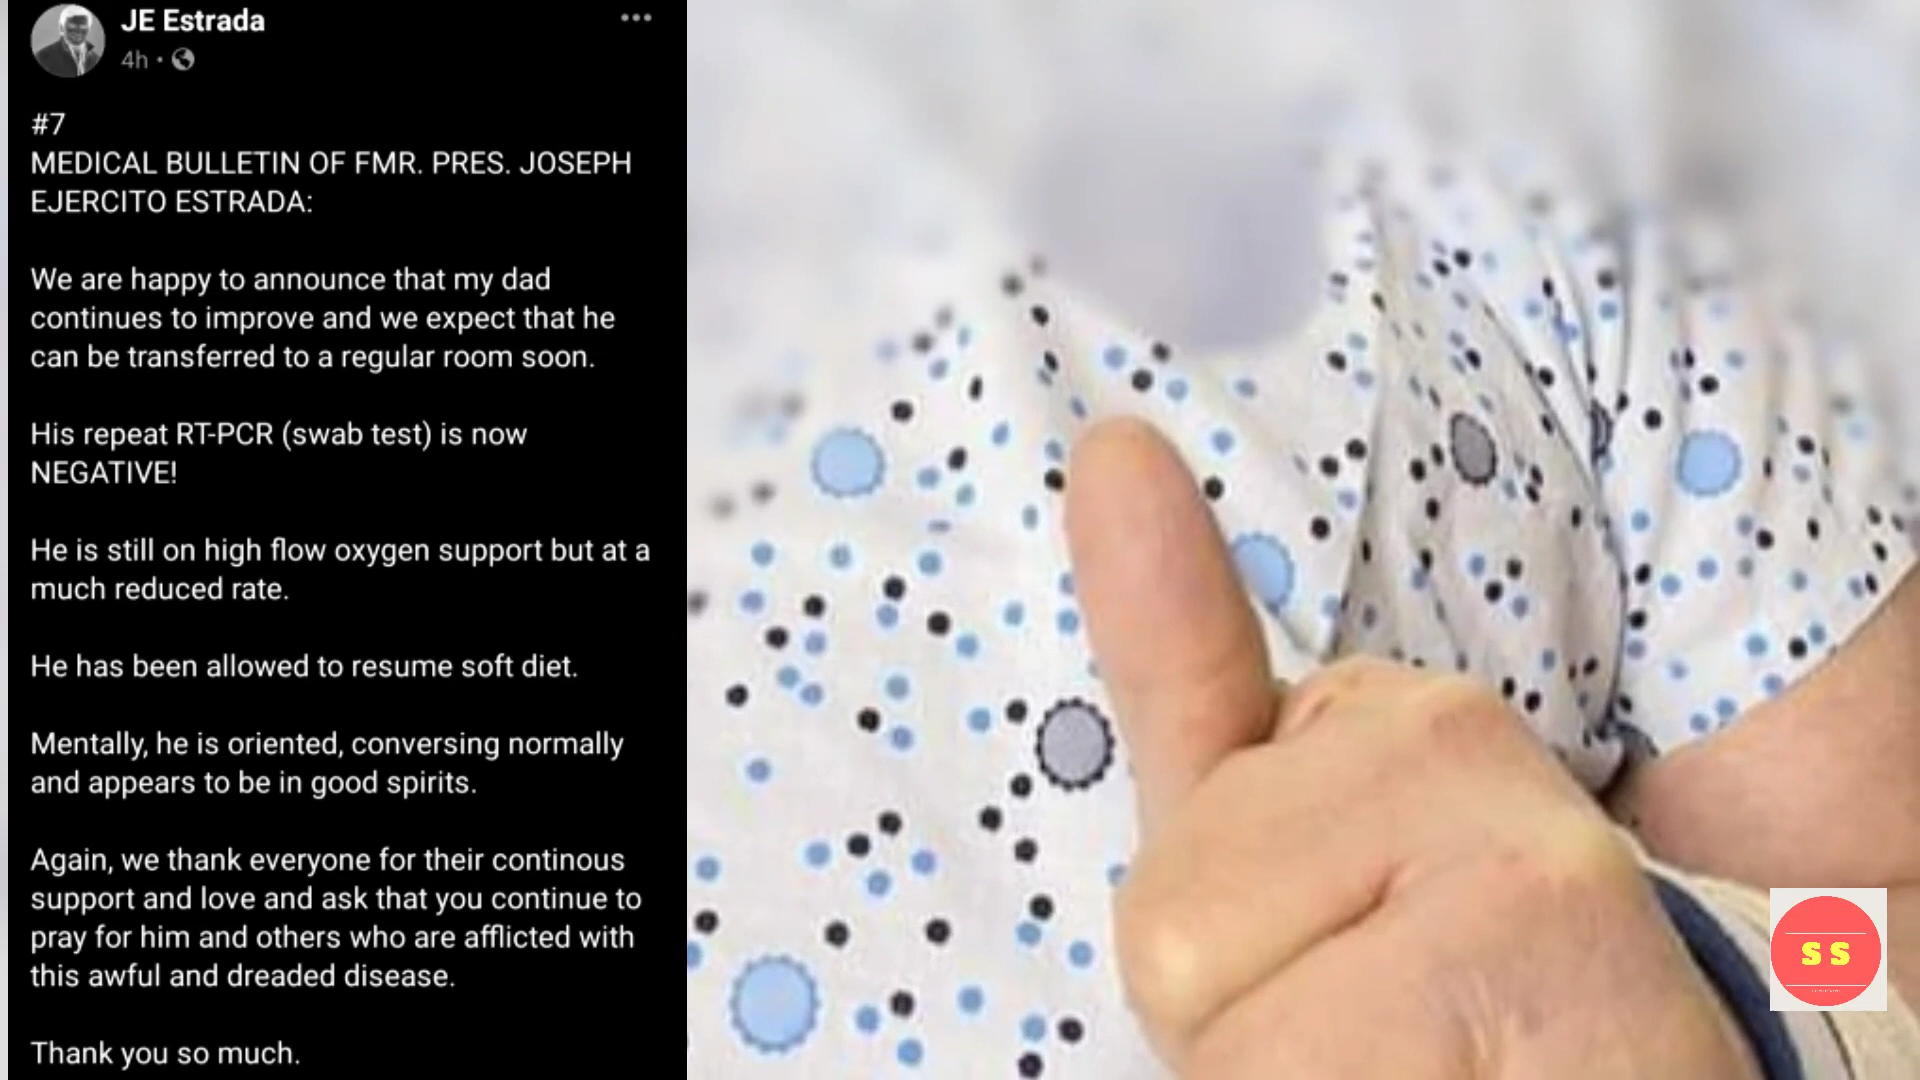 JE Estrada
4h •
#7
MEDICAL BULLETIN OF FMR. PRES. JOSEPH
EJERCITO ESTRADA:
We are happy to announce that my dad
continues to improve and we expect that he
can be transferred to a regular room soon.
His repeat RT-PCR (swab test) is now
NEGATIVE!
He is still on high flow oxygen support but at a
much reduced rate.
He has been allowed to resume soft diet.
Mentally, he is oriented, conversing normally
and appears to be in good spirits.
Again, we thank everyone for their continous
support and love and ask that you continue to
pray for him and others who are afflicted with
this awful and dreaded disease.
Thank you so much.
S S